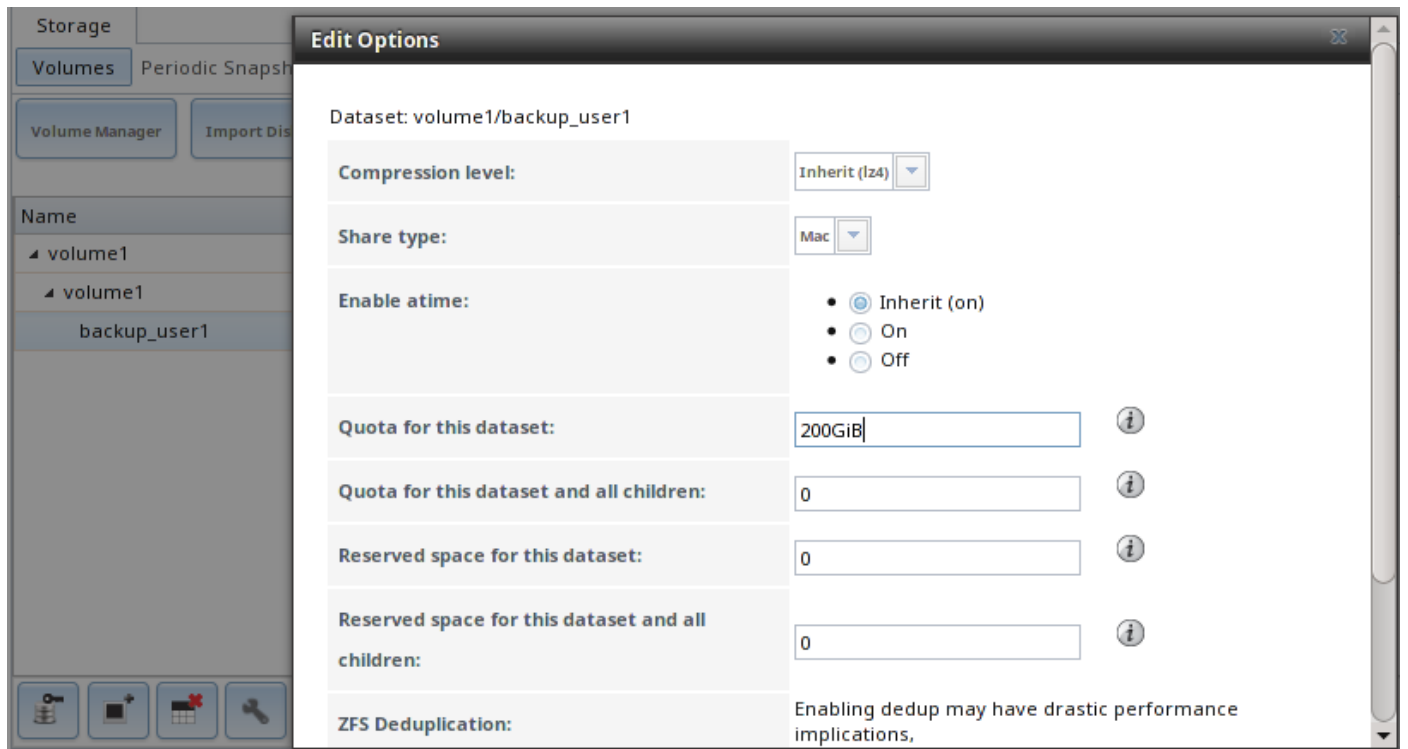 Storage
Volumes
Periodic Snapsh
Volume Manager
Import Dis
Name
volume1
volume1
backup_user1
Edit Options
Dataset: volume1/backup_user1
Compression level:
Inherit (lz4)
Share type:
Mac
Enable atime:
Inherit (on)
On
Off
Quota for this dataset:
200GiB
Quota for this dataset and all children:
0
Reserved space for this dataset:
0
Reserved space for this dataset and all
children:
0
ZFS Deduplication:
Enabling dedup may have drastic performance
implications,